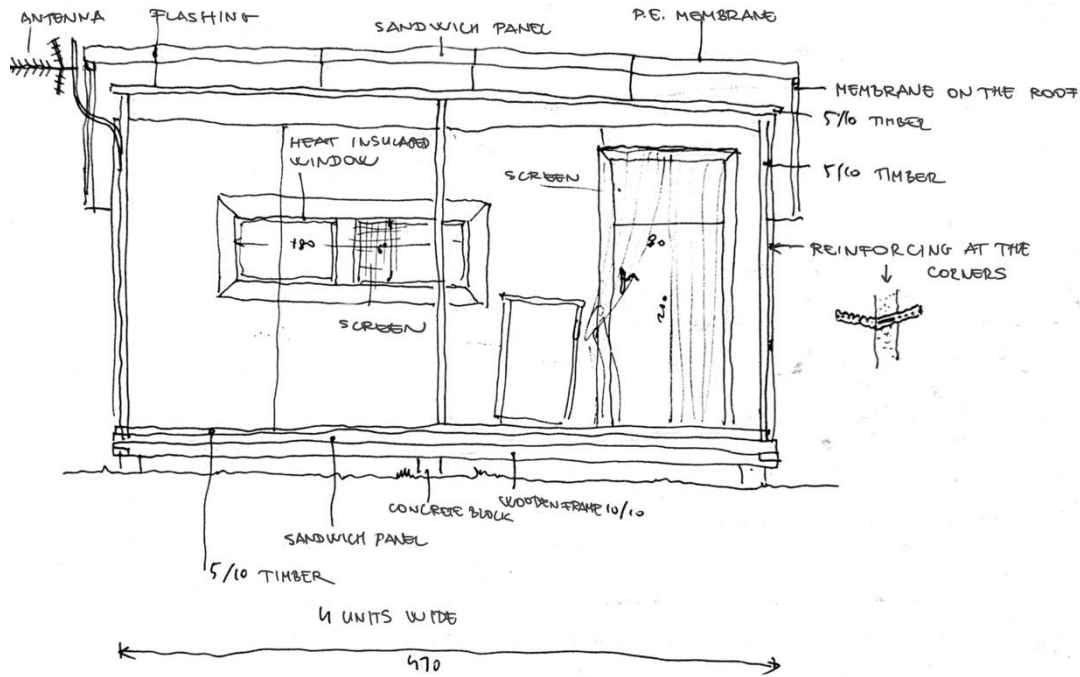 ANTENNA
FLASHING
SANDWICH PANEL
P.E. MEMBRANE
MEMBRANE ON THE ROOF
5/10 TIMBER
5/10 TIMBER
HEAT INSULATED
WINDOW
SCREEN
REINFORCING AT THE
CORNERS
80
210
SCREEN
CONCRETE BLOCK
WOODEN FRAME 10/10
SANDWICH PANEL
5/10 TIMBER
4 UNITS WIDE
470